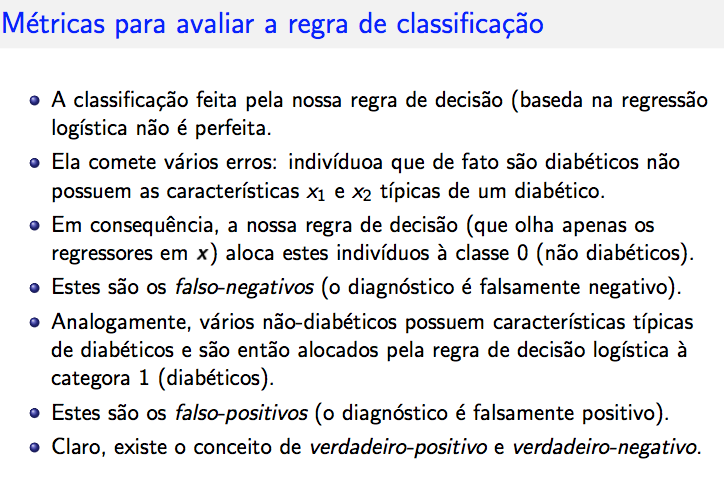 Métricas para avaliar a regra de classificação
A classificação feita pela nossa regra de decisão (baseda na regressão
logística não é perfeita.
Ela comete vários erros: indivíduoa que de fato são diabéticos não
possuem as características x₁ e x₂ típicas de um diabético.
Em consequência, a nossa regra de decisão (que olha apenas os
regressores em x) aloca estes indivíduos à classe 0 (não diabéticos).
Estes são os falso-negativos (o diagnóstico é falsamente negativo).
Analogamente, vários não-diabéticos possuem características típicas
de diabéticos e são então alocados pela regra de decisão logística à
categora 1 (diabéticos).
Estes são os falso-positivos (o diagnóstico é falsamente positivo).
Claro, existe o conceito de verdadeiro-positivo e verdadeiro-negativo.